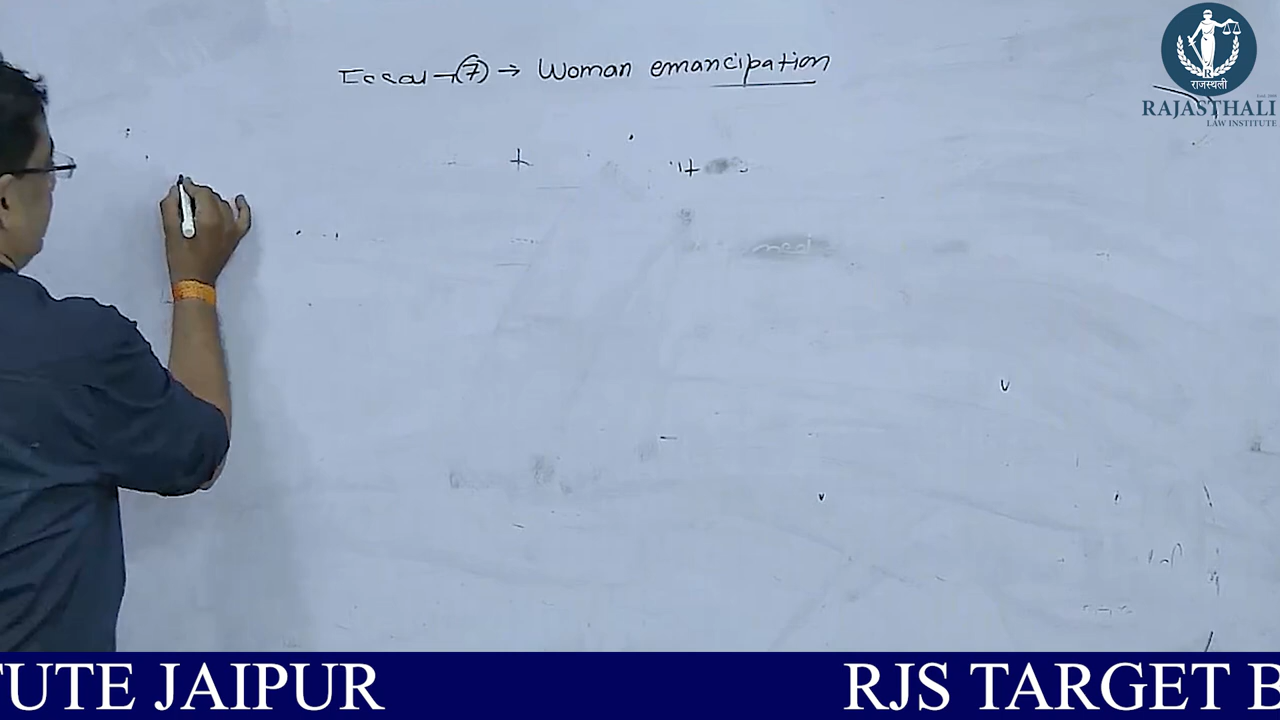 Essay → (7) → Woman emancipation
राजस्थली
RAJASTHALI
LAW INSTITUTE
TUTE JAIPUR RJS TARGET B